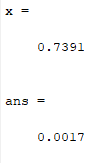 x =
0.7391
ans =
0.0017